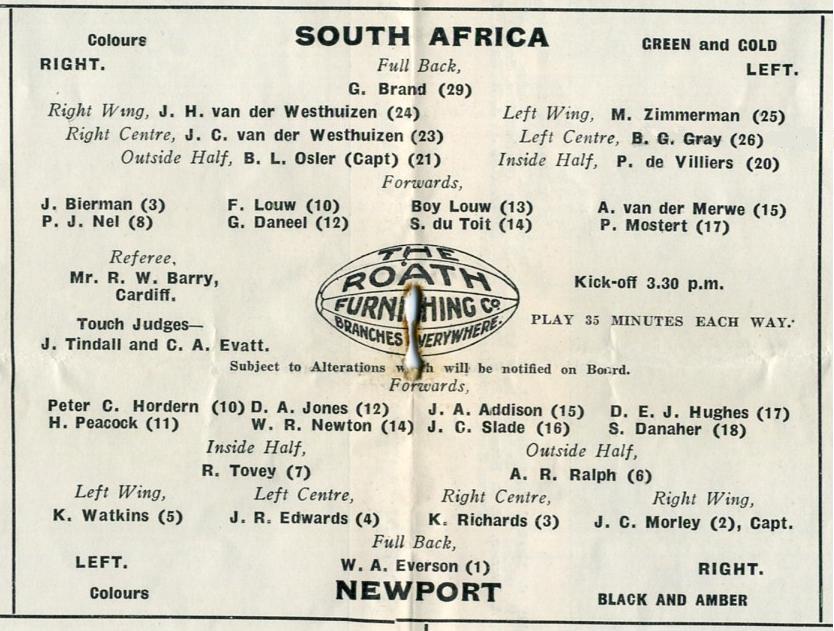 Colours SOUTH AFRICA GREEN and GOLD
RIGHT. Full Back, LEFT.
G. Brand (29)
Right Wing, J. H. van der Westhuizen (24) Left Wing, M. Zimmerman (25)
Right Centre, J. C. van der Westhuizen (23) Left Centre, B. G. Gray (26)
Outside Half, B. L. Osler (Capt) (21) Inside Half, P. de Villiers (20)
Forwards,
J. Bierman (3) F. Louw (10) Boy Louw (13) A. van der Merwe (15)
P. J. Nel (8) G. Daneel (12) S. du Toit (14) P. Mostert (17)
Referee,
Mr. R. W. Barry,
Cardiff.
Touch Judges—
J. Tindall and C. A. Evatt.
THE
ROATH
FURNISHING Co
BRANCHES EVERYWHERE.
Kick-off 3.30 p.m.
PLAY 35 MINUTES EACH WAY.
Subject to Alterations which will be notified on Board.
Forwards,
Peter C. Hordern (10) D. A. Jones (12) J. A. Addison (15) D. E. J. Hughes (17)
H. Peacock (11) W. R. Newton (14) J. C. Slade (16) S. Danaher (18)
Inside Half, Outside Half,
R. Tovey (7) A. R. Ralph (6)
Left Wing, Left Centre, Right Centre, Right Wing,
K. Watkins (5) J. R. Edwards (4) K. Richards (3) J. C. Morley (2), Capt.
Full Back,
LEFT. W. A. Everson (1) RIGHT.
Colours NEWPORT BLACK AND AMBER